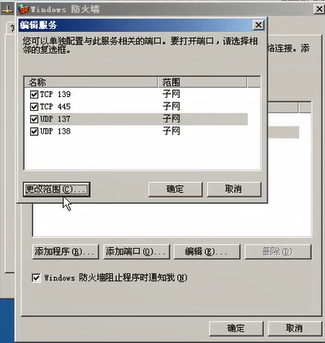 Windows 防火墙
编辑服务
您可以单独配置与此服务相关的端口。要打开端口，请选择相
邻的复选框。
络连接。添
名称 范围
TCP 139 子网
TCP 445 子网
UDP 137 子网
UDP 138 子网
更改范围(C)... 确定 取消
添加程序(R)... 添加端口(O)... 编辑(E)... 删除(D)
Windows 防火墙阻止程序时通知我(N)
确定 取消